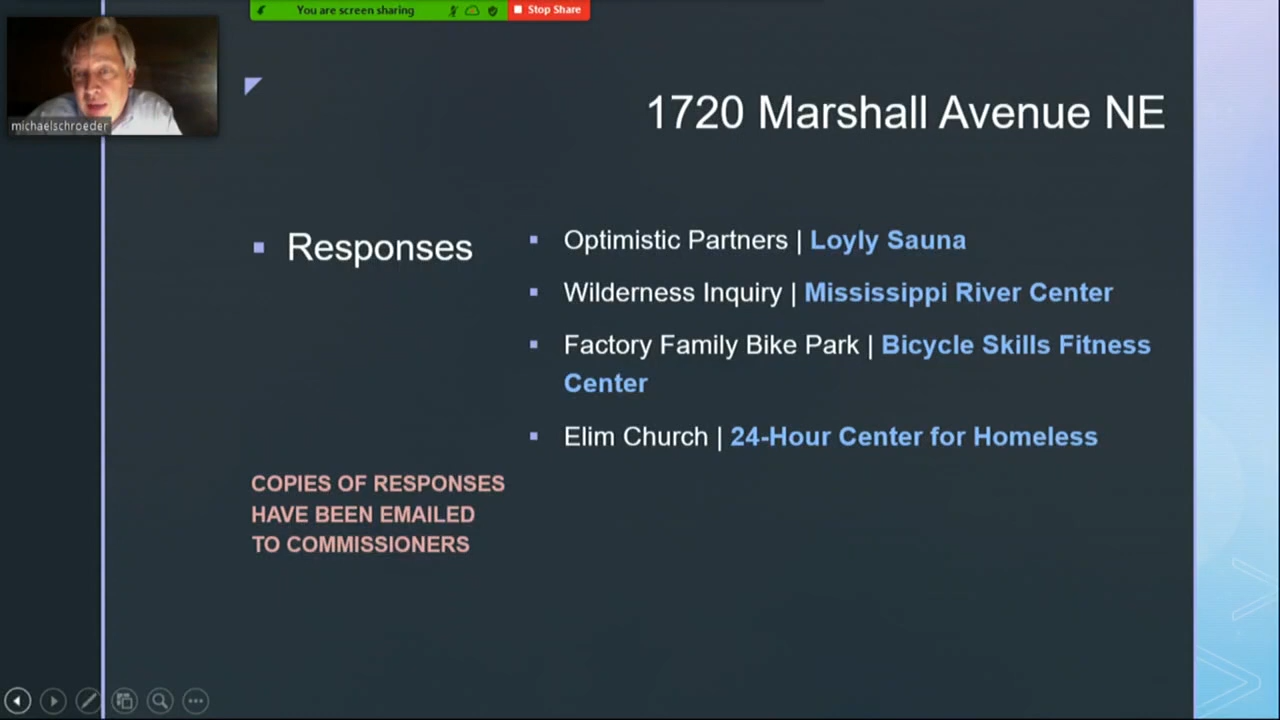 You are screen sharing
Stop Share
michaelschroeder
1720 Marshall Avenue NE
Responses
Optimistic Partners | Loyly Sauna
Wilderness Inquiry | Mississippi River Center
Factory Family Bike Park | Bicycle Skills Fitness
Center
Elim Church | 24-Hour Center for Homeless
COPIES OF RESPONSES
HAVE BEEN EMAILED
TO COMMISSIONERS